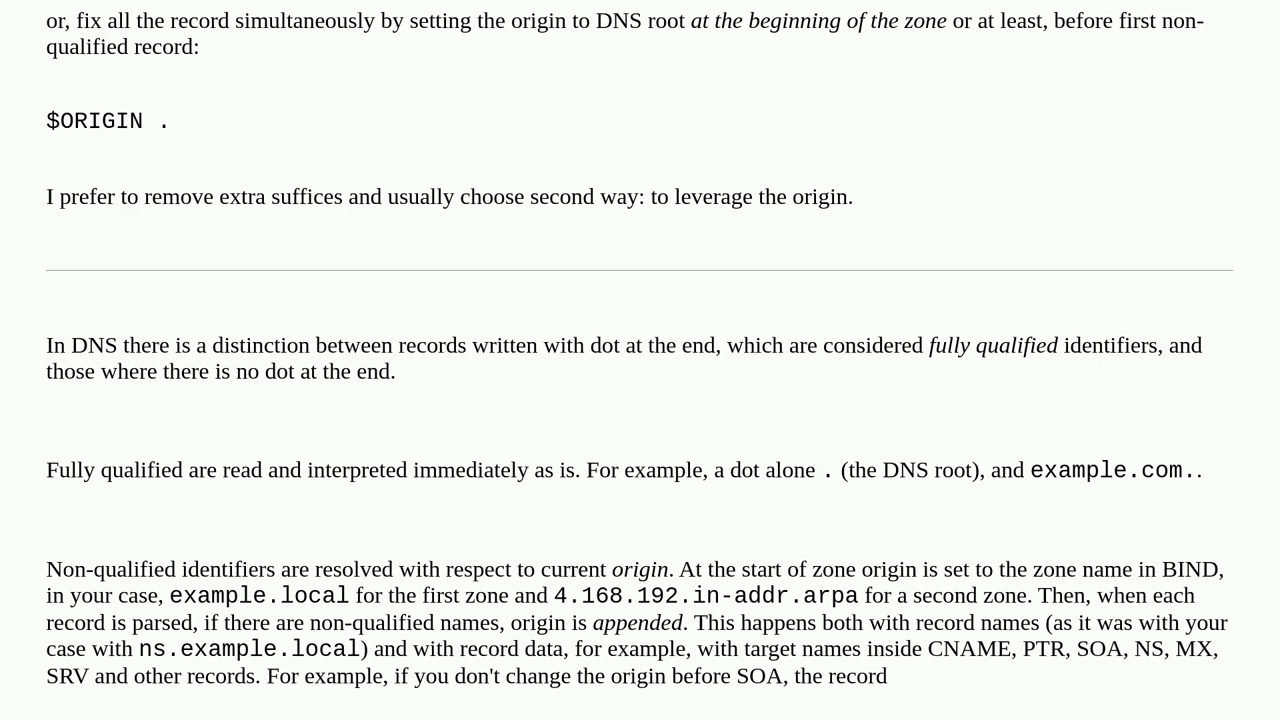 or, fix all the record simultaneously by setting the origin to DNS root at the beginning of the zone or at least, before first non-
qualified record:
$ORIGIN .
I prefer to remove extra suffices and usually choose second way: to leverage the origin.
In DNS there is a distinction between records written with dot at the end, which are considered fully qualified identifiers, and
those where there is no dot at the end.
Fully qualified are read and interpreted immediately as is. For example, a dot alone . (the DNS root), and example.com..
Non-qualified identifiers are resolved with respect to current origin. At the start of zone origin is set to the zone name in BIND,
in your case, example.local for the first zone and 4.168.192.in-addr.arpa for a second zone. Then, when each
record is parsed, if there are non-qualified names, origin is appended. This happens both with record names (as it was with your
case with ns.example.local) and with record data, for example, with target names inside CNAME, PTR, SOA, NS, MX,
SRV and other records. For example, if you don't change the origin before SOA, the record